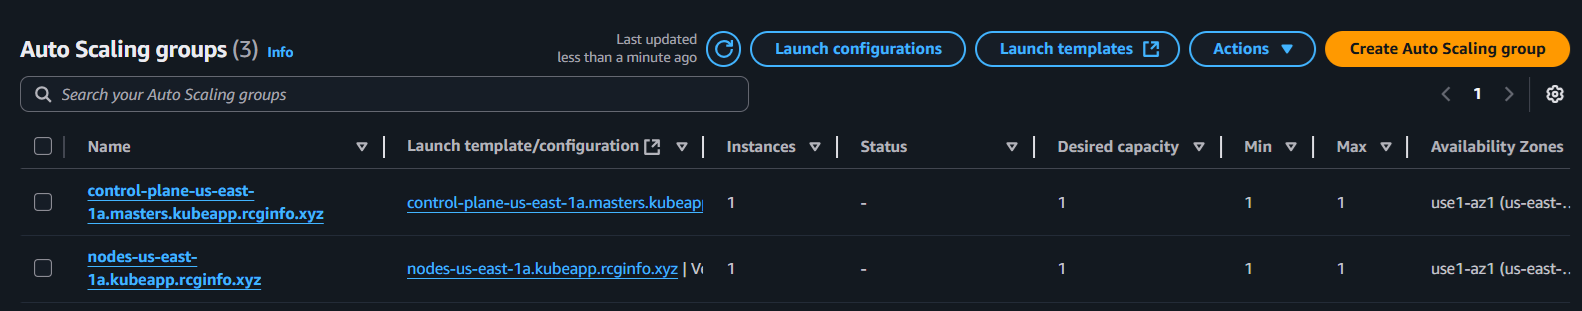 Auto Scaling groups (3) Info
Last updated
less than a minute ago
Launch configurations
Launch templates
Actions
Create Auto Scaling group
Search your Auto Scaling groups
1
Name Launch template/configuration Instances Status Desired capacity Min Max Availability Zones
control-plane-us-east-
1a.masters.kubeapp.rcginfo.xyz
control-plane-us-east-1a.masters.kubeap 1 - 1 1 1 use1-az1 (us-east-...
nodes-us-east-
1a.kubeapp.rcginfo.xyz
nodes-us-east-1a.kubeapp.rcginfo.xyz | Ve 1 - 1 1 1 use1-az1 (us-east-...